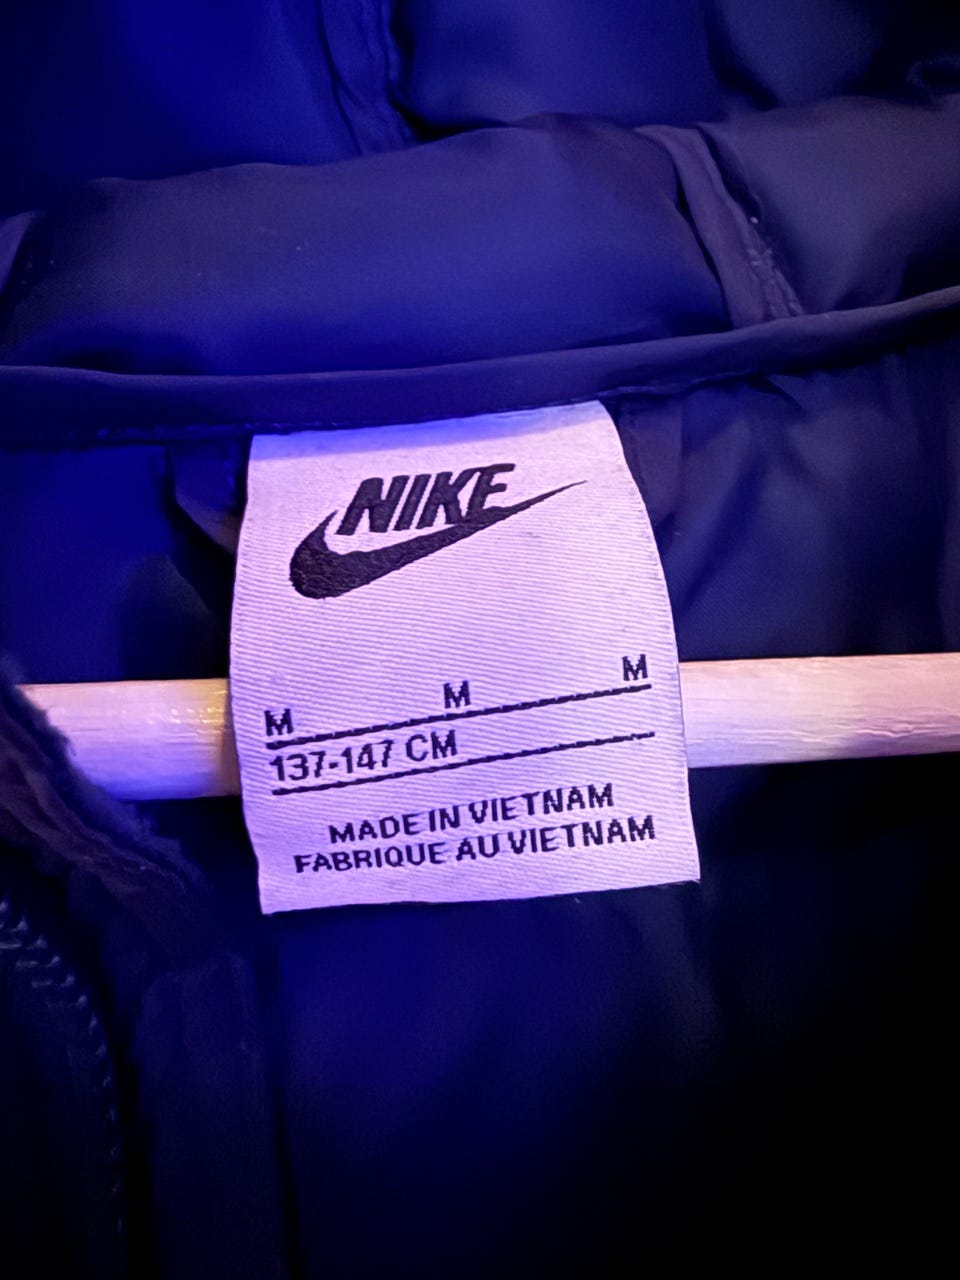 NIKE
M M M
137-147 CM
MADE IN VIETNAM
FABRIQUE AU VIETNAM